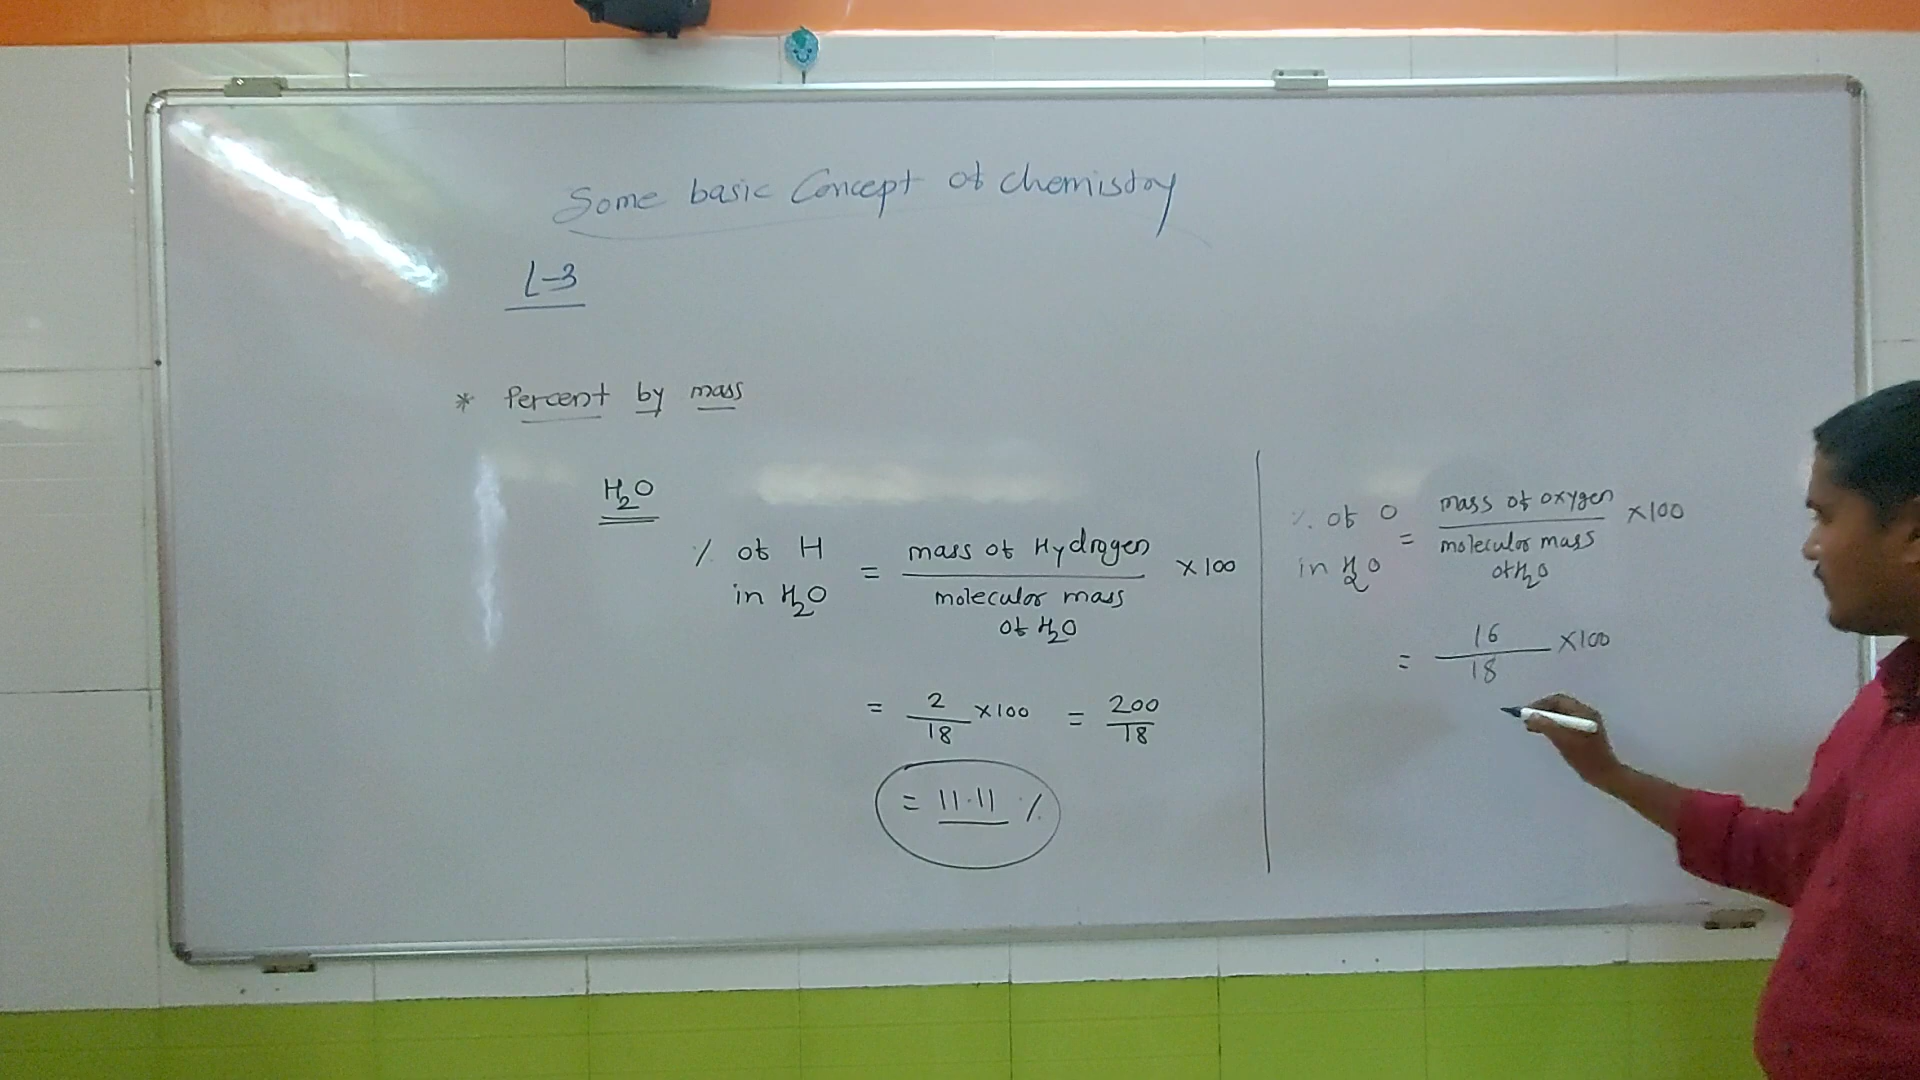 Some basic Concept of chemistry
L-3
* Percent by mass
H₂O
% of H in H₂O = mass of Hydrogen / molecular mass of H₂O × 100
= 2/18 × 100 = 200/18
= 11.11 %
% of O in H₂O = mass of oxygen / molecular mass of H₂O × 100
= 16/18 × 100